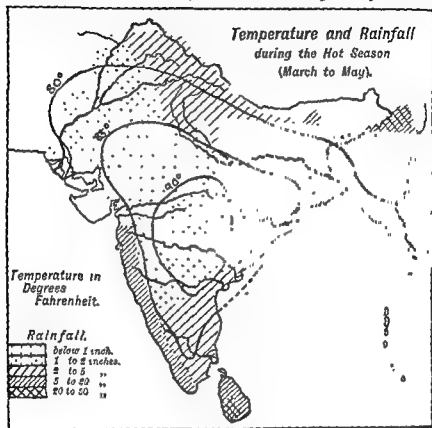 Temperature and Rainfall
during the Hot Season
(March to May).
80°
90°
Temperature in
Degrees
Fahrenheit.
Rainfall.
below 1 inch.
1 to 2 inches.
2 to 5 "
5 to 20 "
20 to 50 "